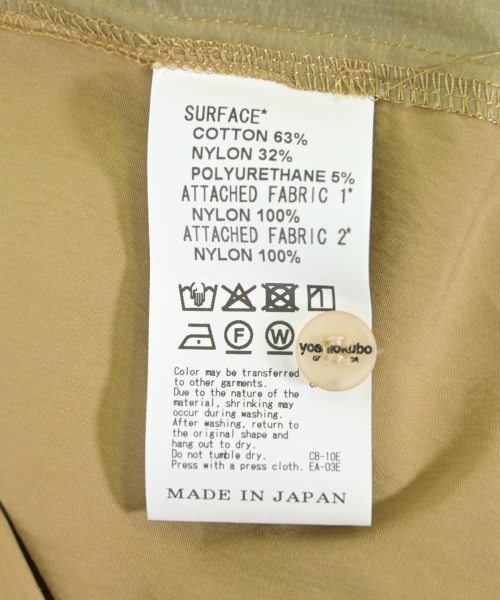 SURFACE*
COTTON 63%
NYLON 32%
POLYURETHANE 5%
ATTACHED FABRIC 1*
NYLON 100%
ATTACHED FABRIC 2*
NYLON 100%
F W
Color may be transferred
to other garments.
Due to the nature of the
material, shrinking may
occur during washing.
After washing, return to
the original shape and
hang out to dry.
Do not tumble dry. CB-10E
Press with a press cloth. EA-03E
MADE IN JAPAN